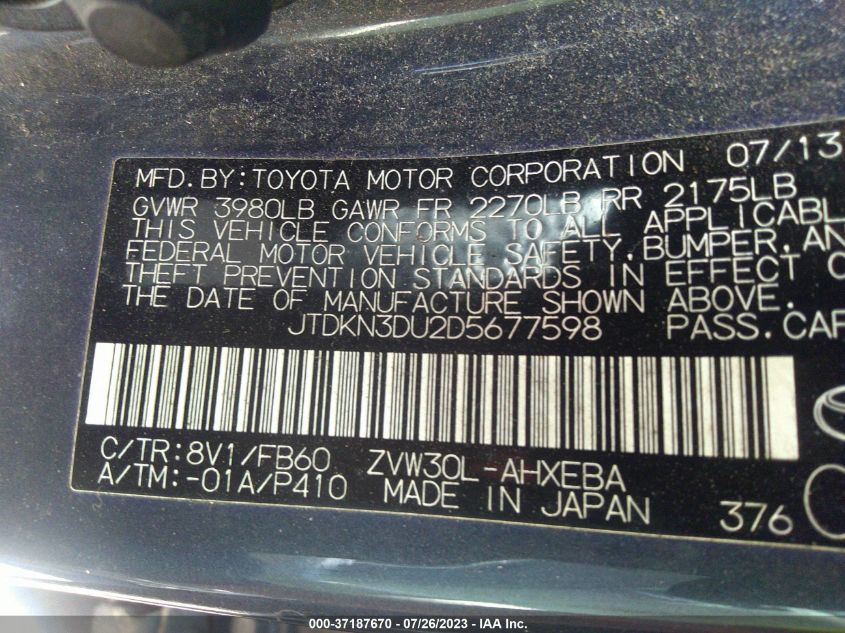 MFD. BY: TOYOTA MOTOR CORPORATION 07/13
GVWR 3980LB GAWR FR 2270LB RR 2175LB
THIS VEHICLE CONFORMS TO ALL APPLICABL
FEDERAL MOTOR VEHICLE SAFETY, BUMPER, AN
THEFT PREVENTION STANDARDS IN EFFECT O
THE DATE OF MANUFACTURE SHOWN ABOVE.
JTDKN3DU2D5677598 PASS. CAR
C/TR: 8V1/FB60 ZVW30L-AHXEBA
A/TM: -01A/P410 MADE IN JAPAN 376
000-37187670 / 07/26/2023 - IAA Inc.